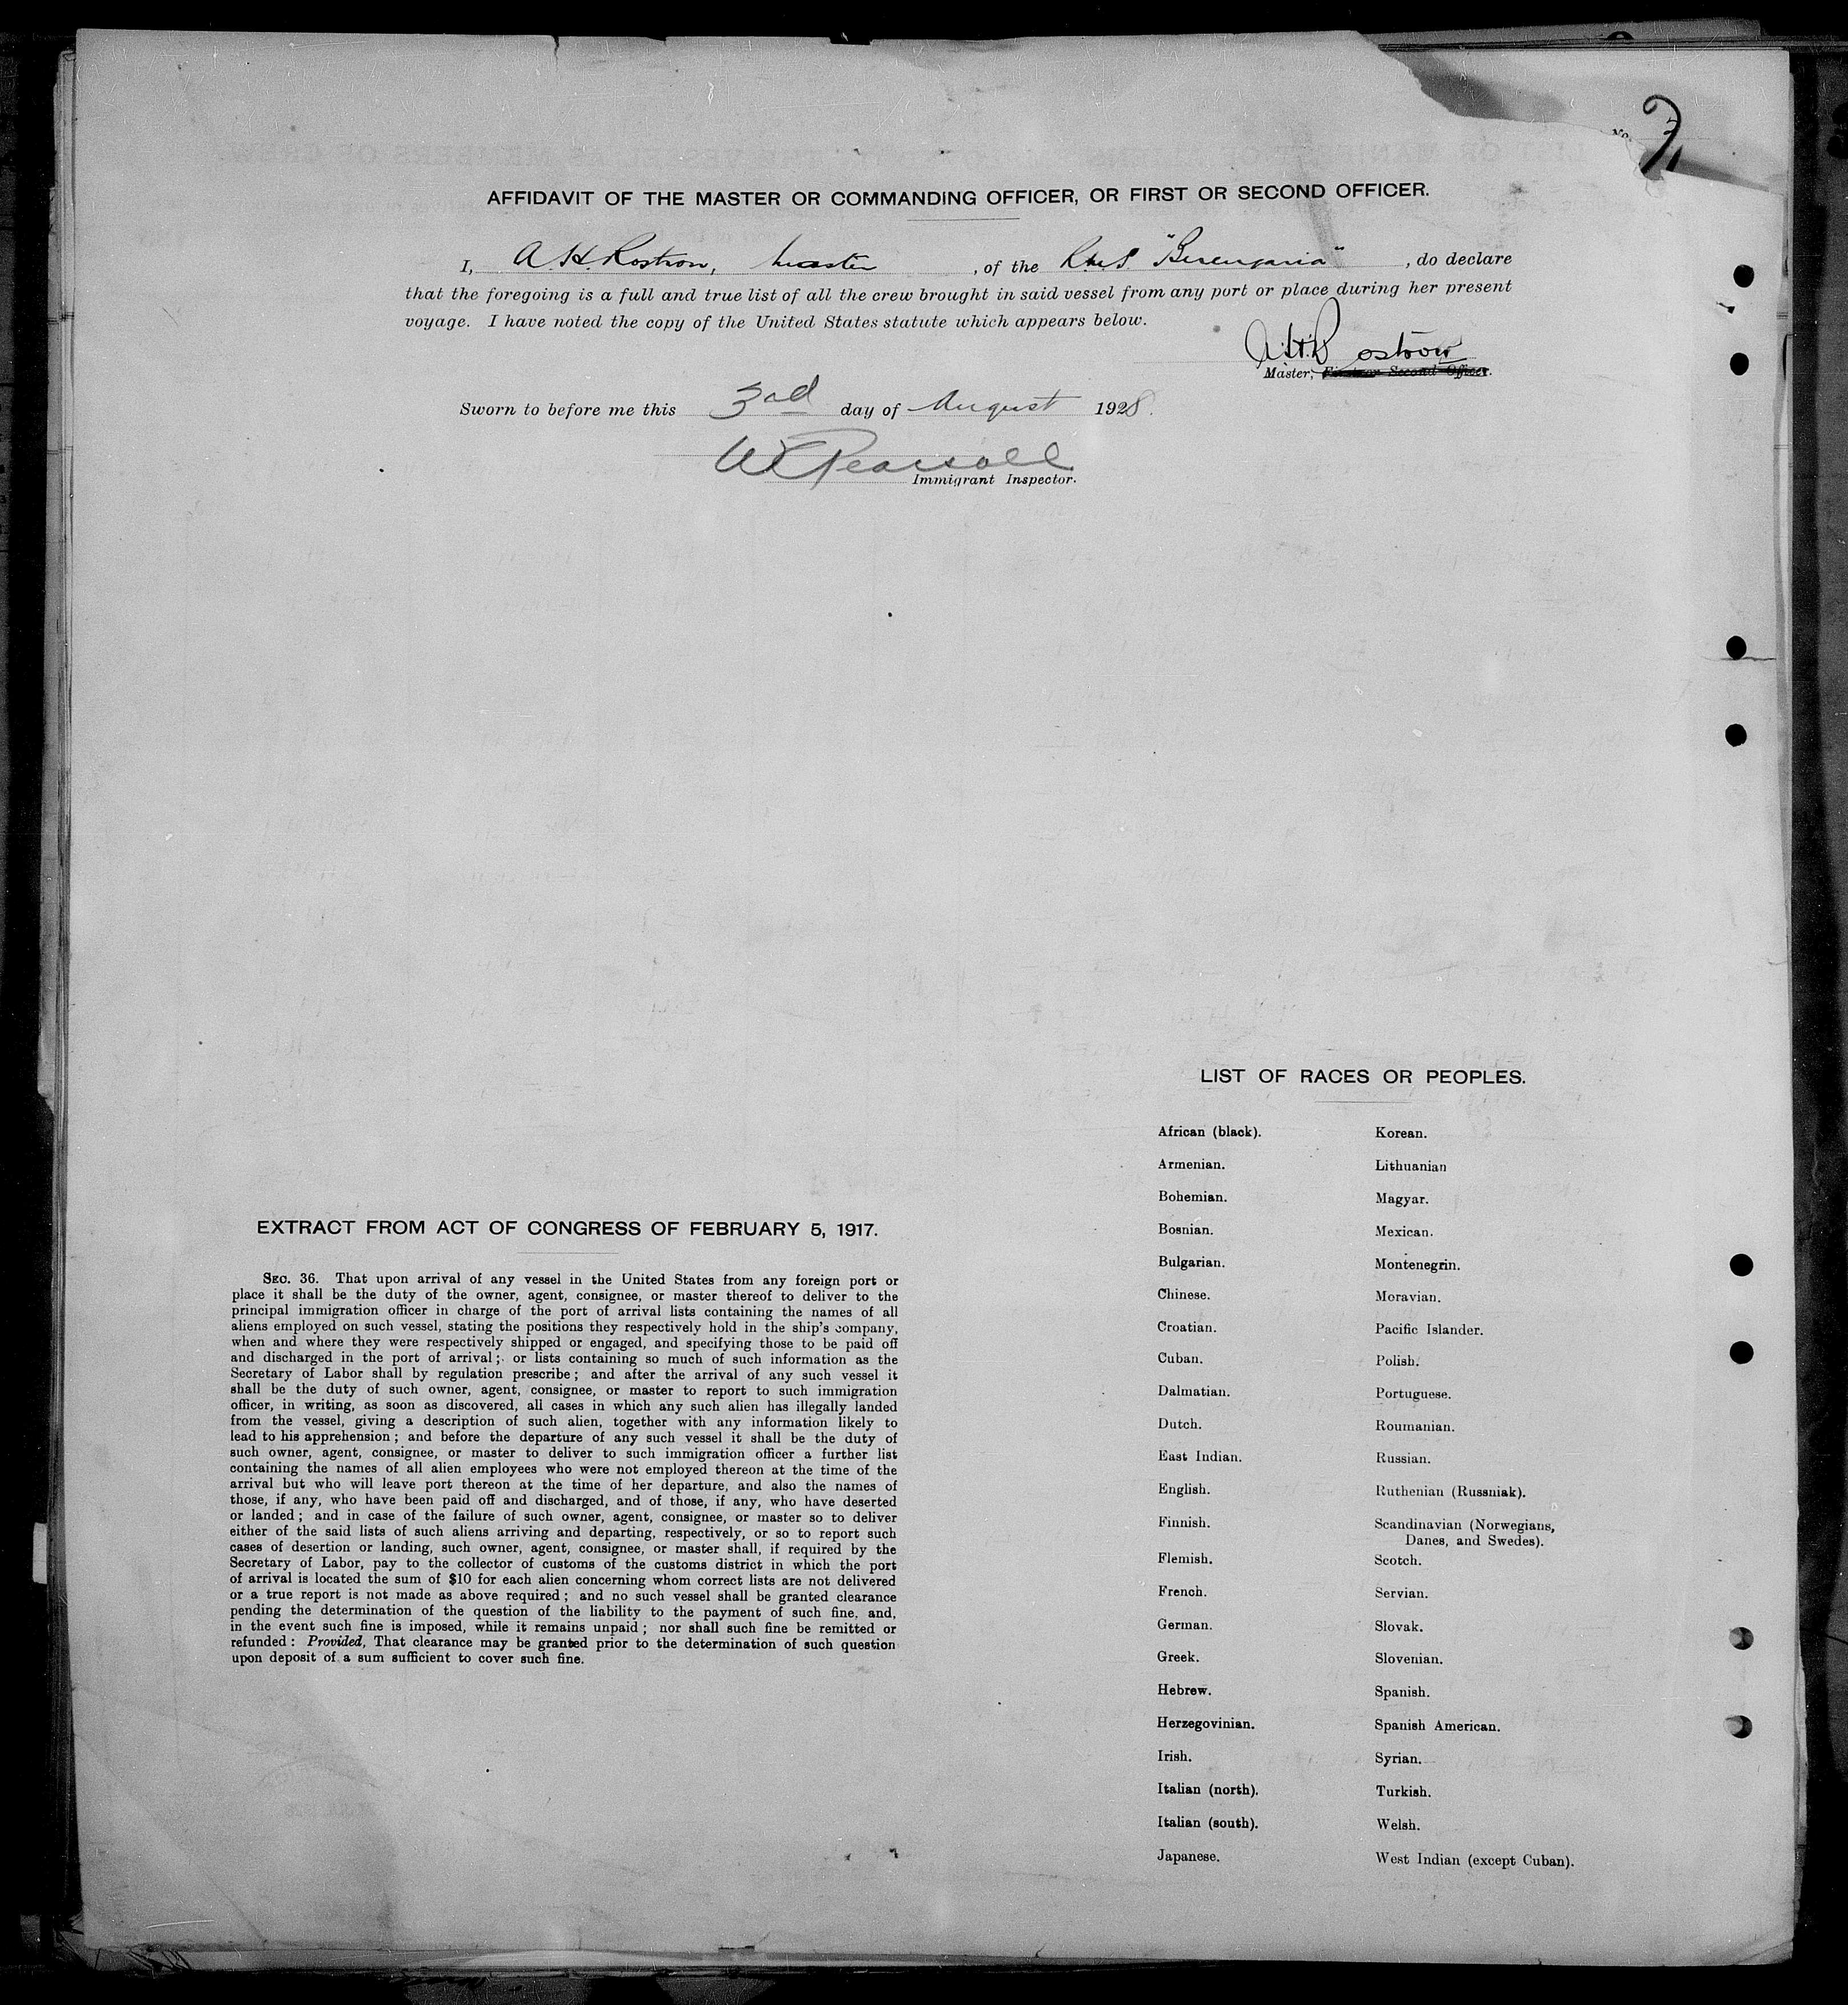 No 2
AFFIDAVIT OF THE MASTER OR COMMANDING OFFICER, OR FIRST OR SECOND OFFICER.
I, A. H. Rostron, Master, of the RMS "Berengaria", do declare
that the foregoing is a full and true list of all the crew brought in said vessel from any port or place during her present
voyage. I have noted the copy of the United States statute which appears below.
A.H.Rostron
Master, First or Second Officer.
Sworn to before me this 3rd day of August 1928.
W Pearsall
Immigrant Inspector.
EXTRACT FROM ACT OF CONGRESS OF FEBRUARY 5, 1917.
SEC. 36. That upon arrival of any vessel in the United States from any foreign port or
place it shall be the duty of the owner, agent, consignee, or master thereof to deliver to the
principal immigration officer in charge of the port of arrival lists containing the names of all
aliens employed on such vessel, stating the positions they respectively hold in the ship's company,
when and where they were respectively shipped or engaged, and specifying those to be paid off
and discharged in the port of arrival; or lists containing so much of such information as the
Secretary of Labor shall by regulation prescribe; and after the arrival of any such vessel it
shall be the duty of such owner, agent, consignee, or master to report to such immigration
officer, in writing, as soon as discovered, all cases in which any such alien has illegally landed
from the vessel, giving a description of such alien, together with any information likely to
lead to his apprehension; and before the departure of any such vessel it shall be the duty of
such owner, agent, consignee, or master to deliver to such immigration officer a further list
containing the names of all alien employees who were not employed thereon at the time of the
arrival but who will leave port thereon at the time of her departure, and also the names of
those, if any, who have been paid off and discharged, and of those, if any, who have deserted
or landed; and in case of the failure of such owner, agent, consignee, or master so to deliver
either of the said lists of such aliens arriving and departing, respectively, or so to report such
cases of desertion or landing, such owner, agent, consignee, or master shall, if required by the
Secretary of Labor, pay to the collector of customs of the customs district in which the port
of arrival is located the sum of $10 for each alien concerning whom correct lists are not delivered
or a true report is not made as above required; and no such vessel shall be granted clearance
pending the determination of the question of the liability to the payment of such fine, and,
in the event such fine is imposed, while it remains unpaid; nor shall such fine be remitted or
refunded: Provided, That clearance may be granted prior to the determination of such question
upon deposit of a sum sufficient to cover such fine.
LIST OF RACES OR PEOPLES.
African (black).
Armenian.
Bohemian.
Bosnian.
Bulgarian.
Chinese.
Croatian.
Cuban.
Dalmatian.
Dutch.
East Indian.
English.
Finnish.
Flemish.
French.
German.
Greek.
Hebrew.
Herzegovinian.
Irish.
Italian (north).
Italian (south).
Japanese.
Korean.
Lithuanian
Magyar.
Mexican.
Montenegrin.
Moravian.
Pacific Islander.
Polish.
Portuguese.
Roumanian.
Russian.
Ruthenian (Russniak).
Scandinavian (Norwegians,
Danes, and Swedes).
Scotch.
Servian.
Slovak.
Slovenian.
Spanish.
Spanish American.
Syrian.
Turkish.
Welsh.
West Indian (except Cuban).